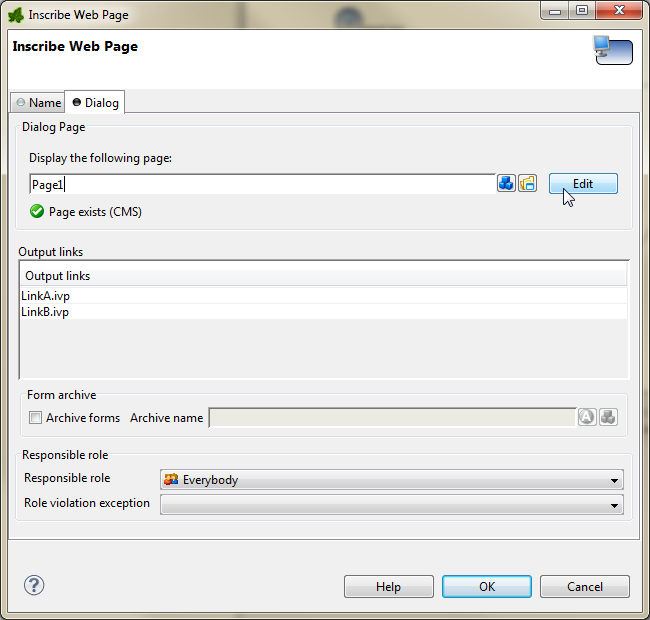 Inscribe Web Page
Inscribe Web Page
Name Dialog
Dialog Page
Display the following page:
Page1 Edit
Page exists (CMS)
Output links
Output links
LinkA.ivp
LinkB.ivp
Form archive
Archive forms Archive name A
Responsible role
Responsible role Everybody
Role violation exception
? Help OK Cancel